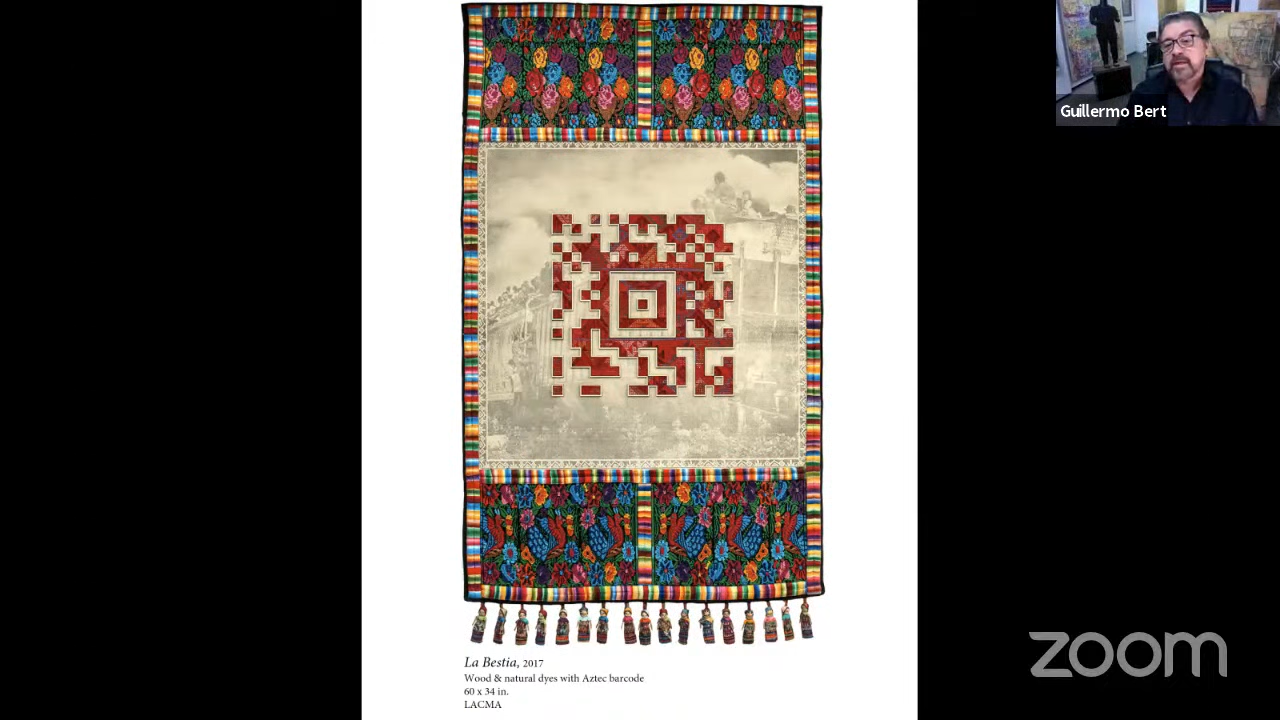 Guillermo Bert
La Bestia, 2017
Wood & natural dyes with Aztec barcode
60 x 34 in.
LACMA
zoom